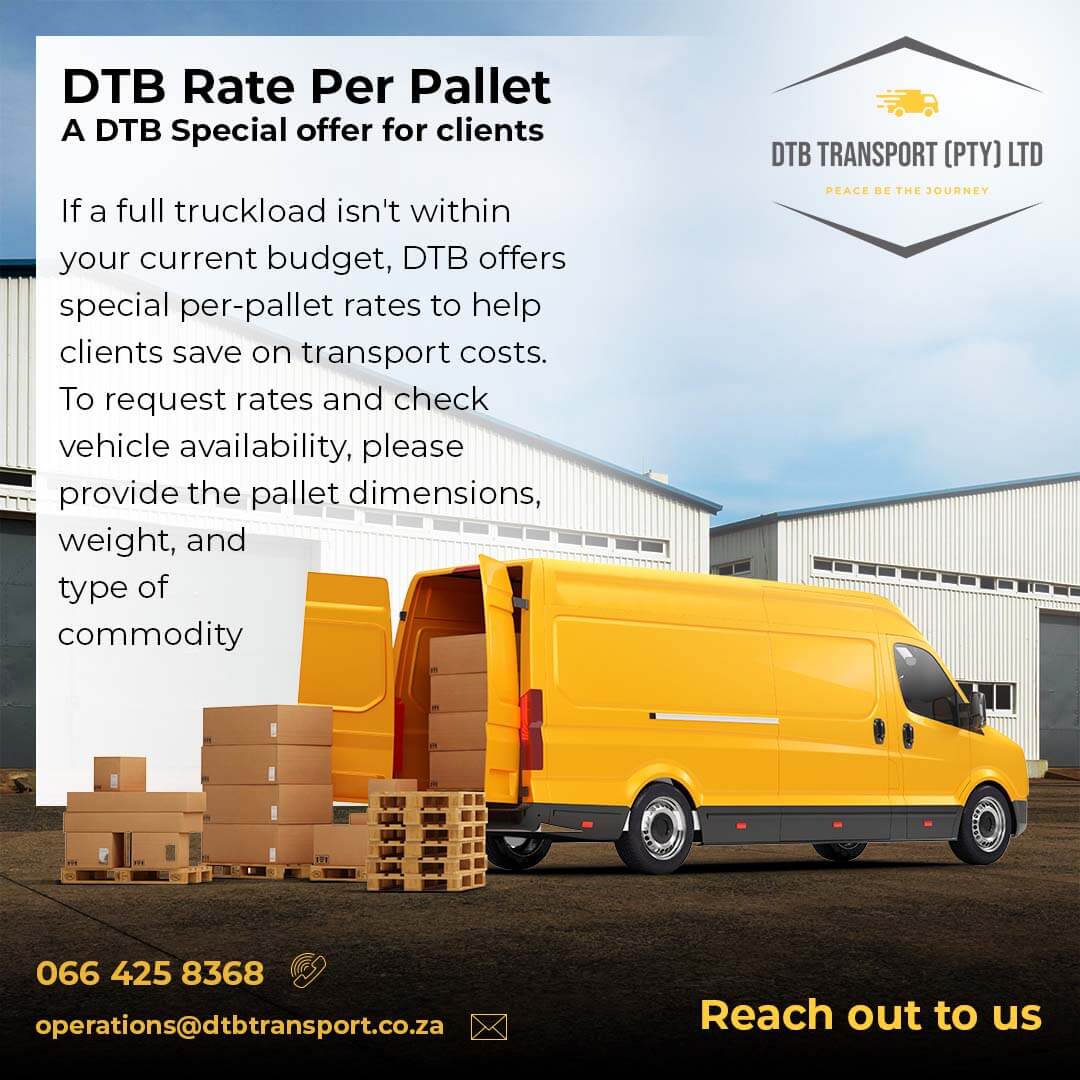 DTB Rate Per Pallet
A DTB Special offer for clients
DTB TRANSPORT (PTY) LTD
PEACE BE THE JOURNEY
If a full truckload isn't within
your current budget, DTB offers
special per-pallet rates to help
clients save on transport costs.
To request rates and check
vehicle availability, please
provide the pallet dimensions,
weight, and
type of
commodity
066 425 8368
operations@dtbtransport.co.za
Reach out to us